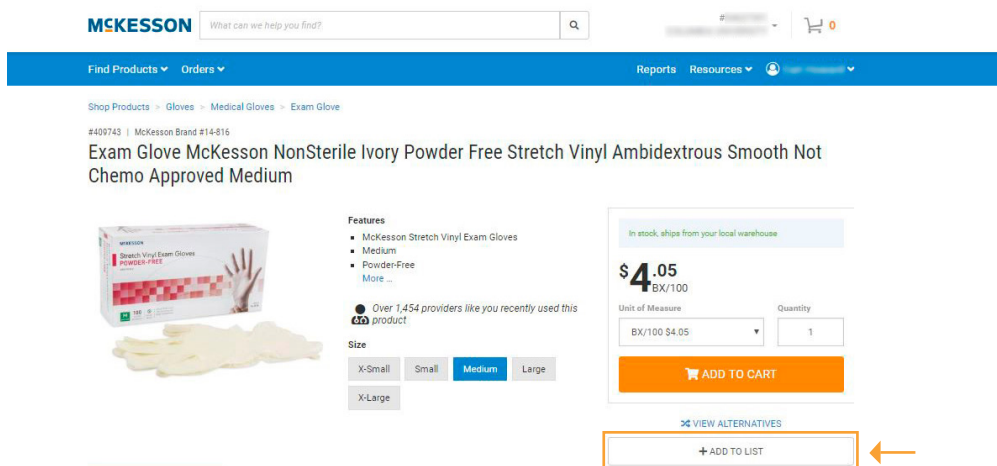 MCKESSON
What can we help you find?
#
0
Find Products
Orders
Reports
Resources
Shop Products > Gloves > Medical Gloves > Exam Glove
#409743 | McKesson Brand #14-816
Exam Glove McKesson NonSterile Ivory Powder Free Stretch Vinyl Ambidextrous Smooth Not
Chemo Approved Medium
MCKESSON
Stretch Vinyl Exam Gloves
POWDER-FREE
M 100
Features
McKesson Stretch Vinyl Exam Gloves
Medium
Powder-Free
More ...
Over 1,454 providers like you recently used this
product
Size
X-Small
Small
Medium
Large
X-Large
In stock, ships from your local warehouse
$4.05
BX/100
Unit of Measure
Quantity
BX/100 $4.05
1
ADD TO CART
VIEW ALTERNATIVES
+ ADD TO LIST